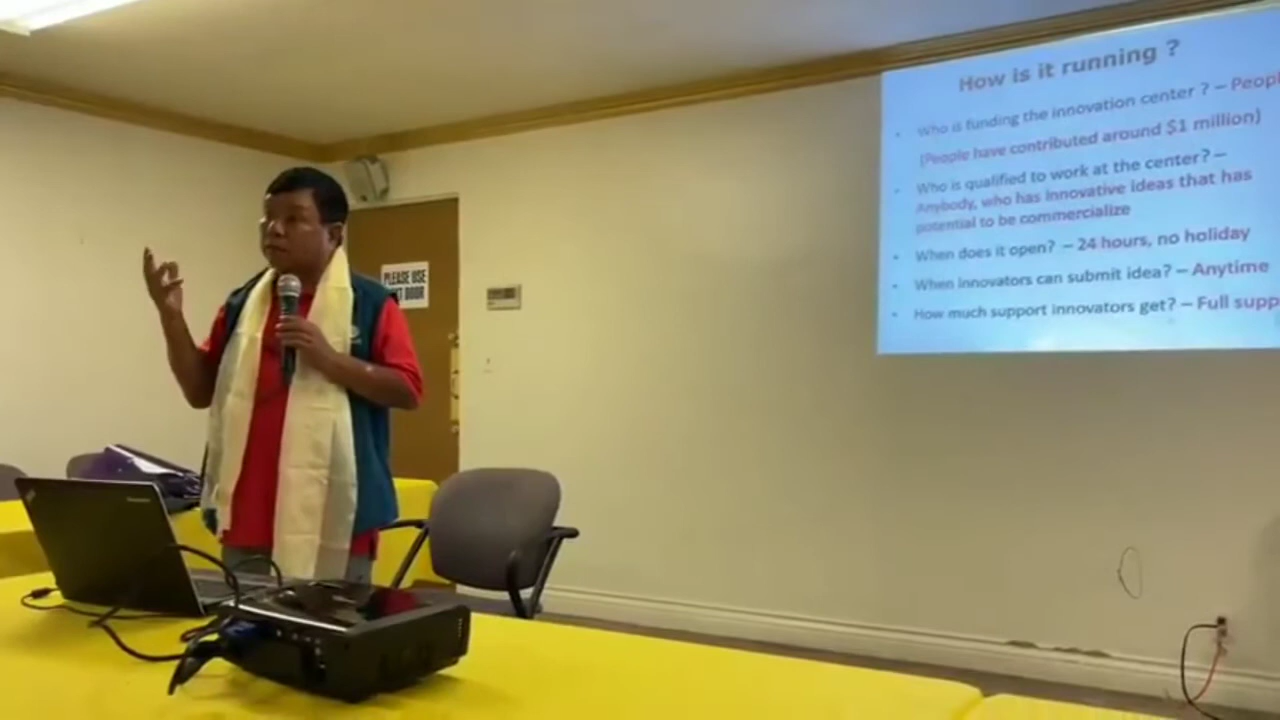 How is it running ?
• Who is funding the innovation center ? – Peopl
(People have contributed around $1 million)
• Who is qualified to work at the center? –
Anybody, who has innovative ideas that has
potential to be commercialize
• When does it open? – 24 hours, no holiday
• When innovators can submit idea? – Anytime
• How much support innovators get? – Full supp
PLEASE USE
DOOR